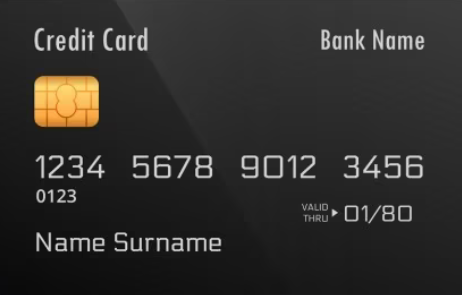 Credit Card Bank Name
1234 5678 9012 3456
0123
VALID THRU 01/80
Name Surname